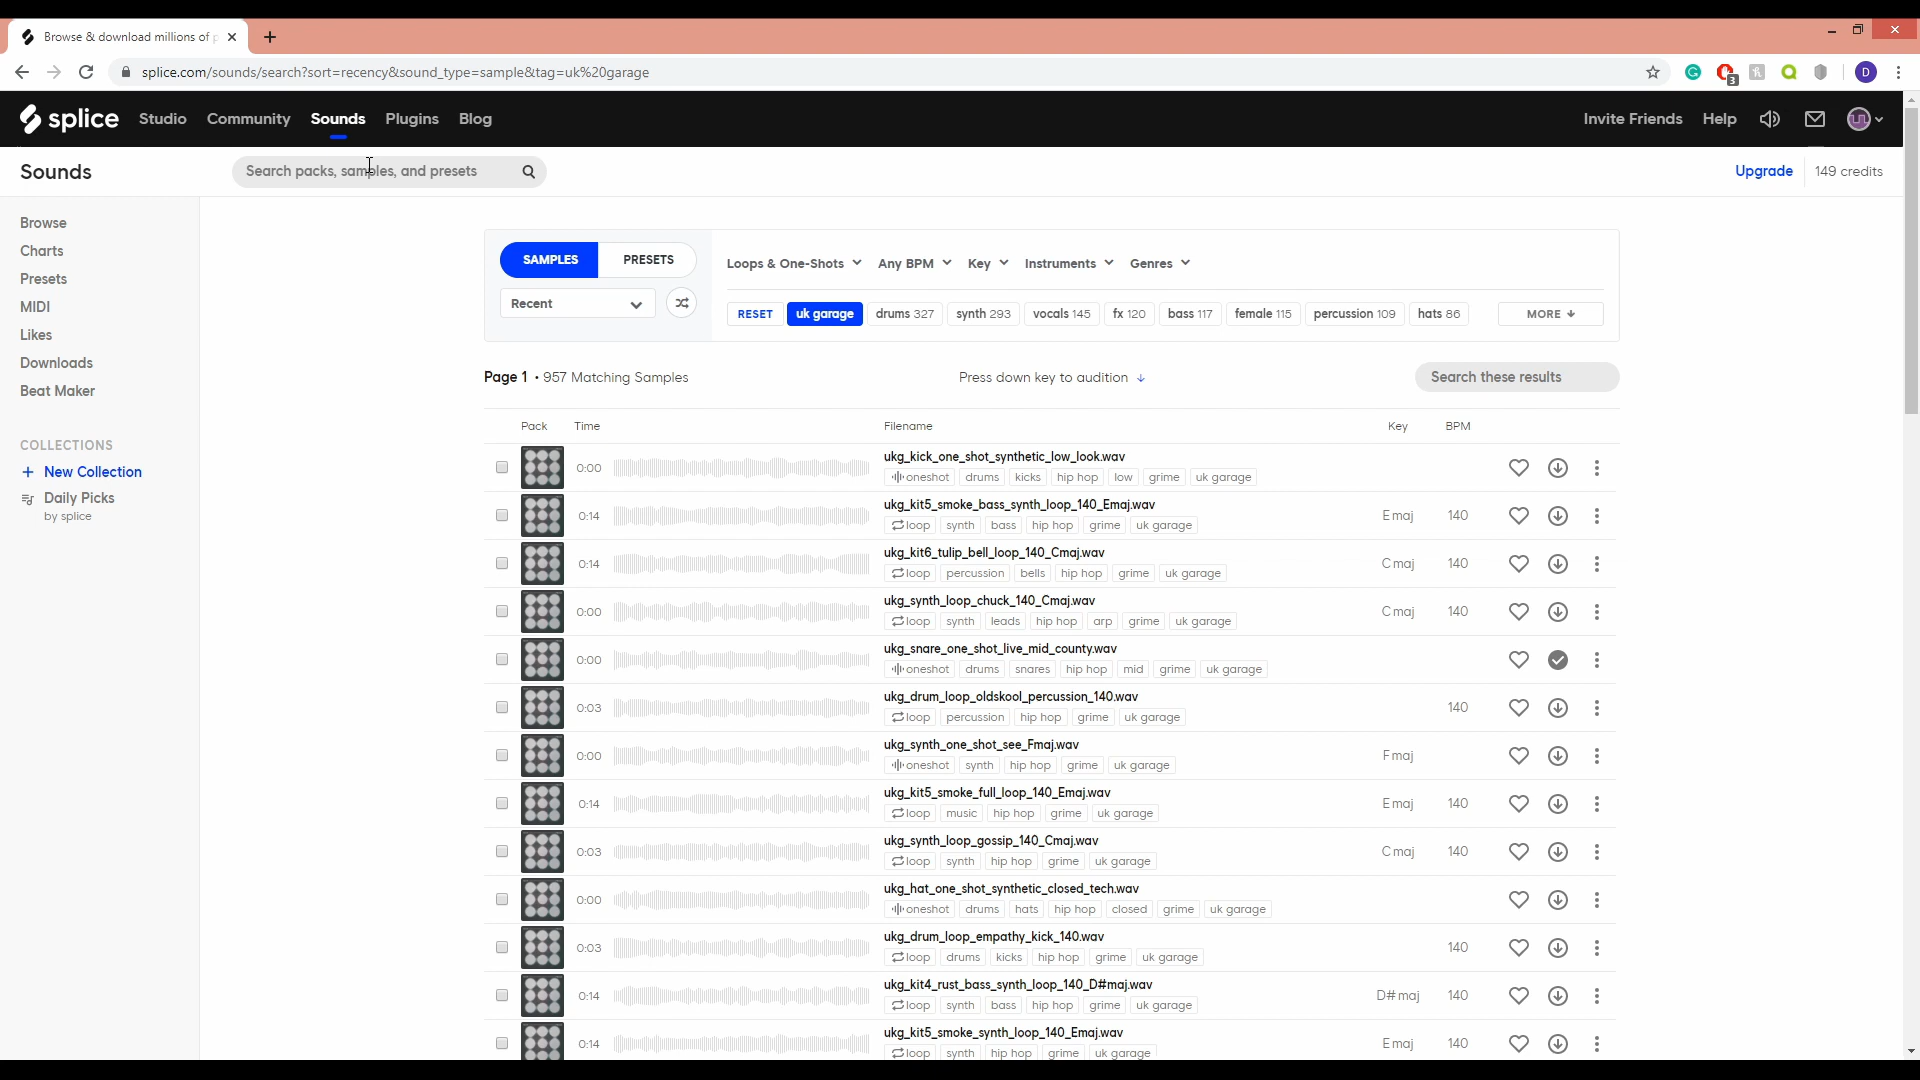 Browse & download millions of p
splice.com/sounds/search?sort=recency&sound_type=sample&tag=uk%20garage
3
D
splice Studio Community Sounds Plugins Blog Invite Friends Help
Sounds Search packs, samples, and presets Upgrade 149 credits
Browse
Charts
Presets
MIDI
Likes
Downloads
Beat Maker
COLLECTIONS
+ New Collection
Daily Picks
by splice
SAMPLES PRESETS
Recent
Loops & One-Shots Any BPM Key Instruments Genres
RESET uk garage drums 327 synth 293 vocals 145 fx 120 bass 117 female 115 percussion 109 hats 86 MORE ↓
Page 1 • 957 Matching Samples Press down key to audition ↓ Search these results
Pack Time Filename Key BPM
ukg_kick_one_shot_synthetic_low_look.wav
0:00
oneshot drums kicks hip hop low grime uk garage
ukg_kit5_smoke_bass_synth_loop_140_Emaj.wav
0:14 E maj 140
loop synth bass hip hop grime uk garage
ukg_kit6_tulip_bell_loop_140_Cmaj.wav
0:14 C maj 140
loop percussion bells hip hop grime uk garage
ukg_synth_loop_chuck_140_Cmaj.wav
0:00 C maj 140
loop synth leads hip hop arp grime uk garage
ukg_snare_one_shot_live_mid_county.wav
0:00
oneshot drums snares hip hop mid grime uk garage
ukg_drum_loop_oldskool_percussion_140.wav
0:03 140
loop percussion hip hop grime uk garage
ukg_synth_one_shot_see_Fmaj.wav
0:00 F maj
oneshot synth hip hop grime uk garage
ukg_kit5_smoke_full_loop_140_Emaj.wav
0:14 E maj 140
loop music hip hop grime uk garage
ukg_synth_loop_gossip_140_Cmaj.wav
0:03 C maj 140
loop synth hip hop grime uk garage
ukg_hat_one_shot_synthetic_closed_tech.wav
0:00
oneshot drums hats hip hop closed grime uk garage
ukg_drum_loop_empathy_kick_140.wav
0:03 140
loop drums kicks hip hop grime uk garage
ukg_kit4_rust_bass_synth_loop_140_D#maj.wav
0:14 D# maj 140
loop synth bass hip hop grime uk garage
ukg_kit5_smoke_synth_loop_140_Emaj.wav
0:14 E maj 140
loop synth hip hop grime uk garage